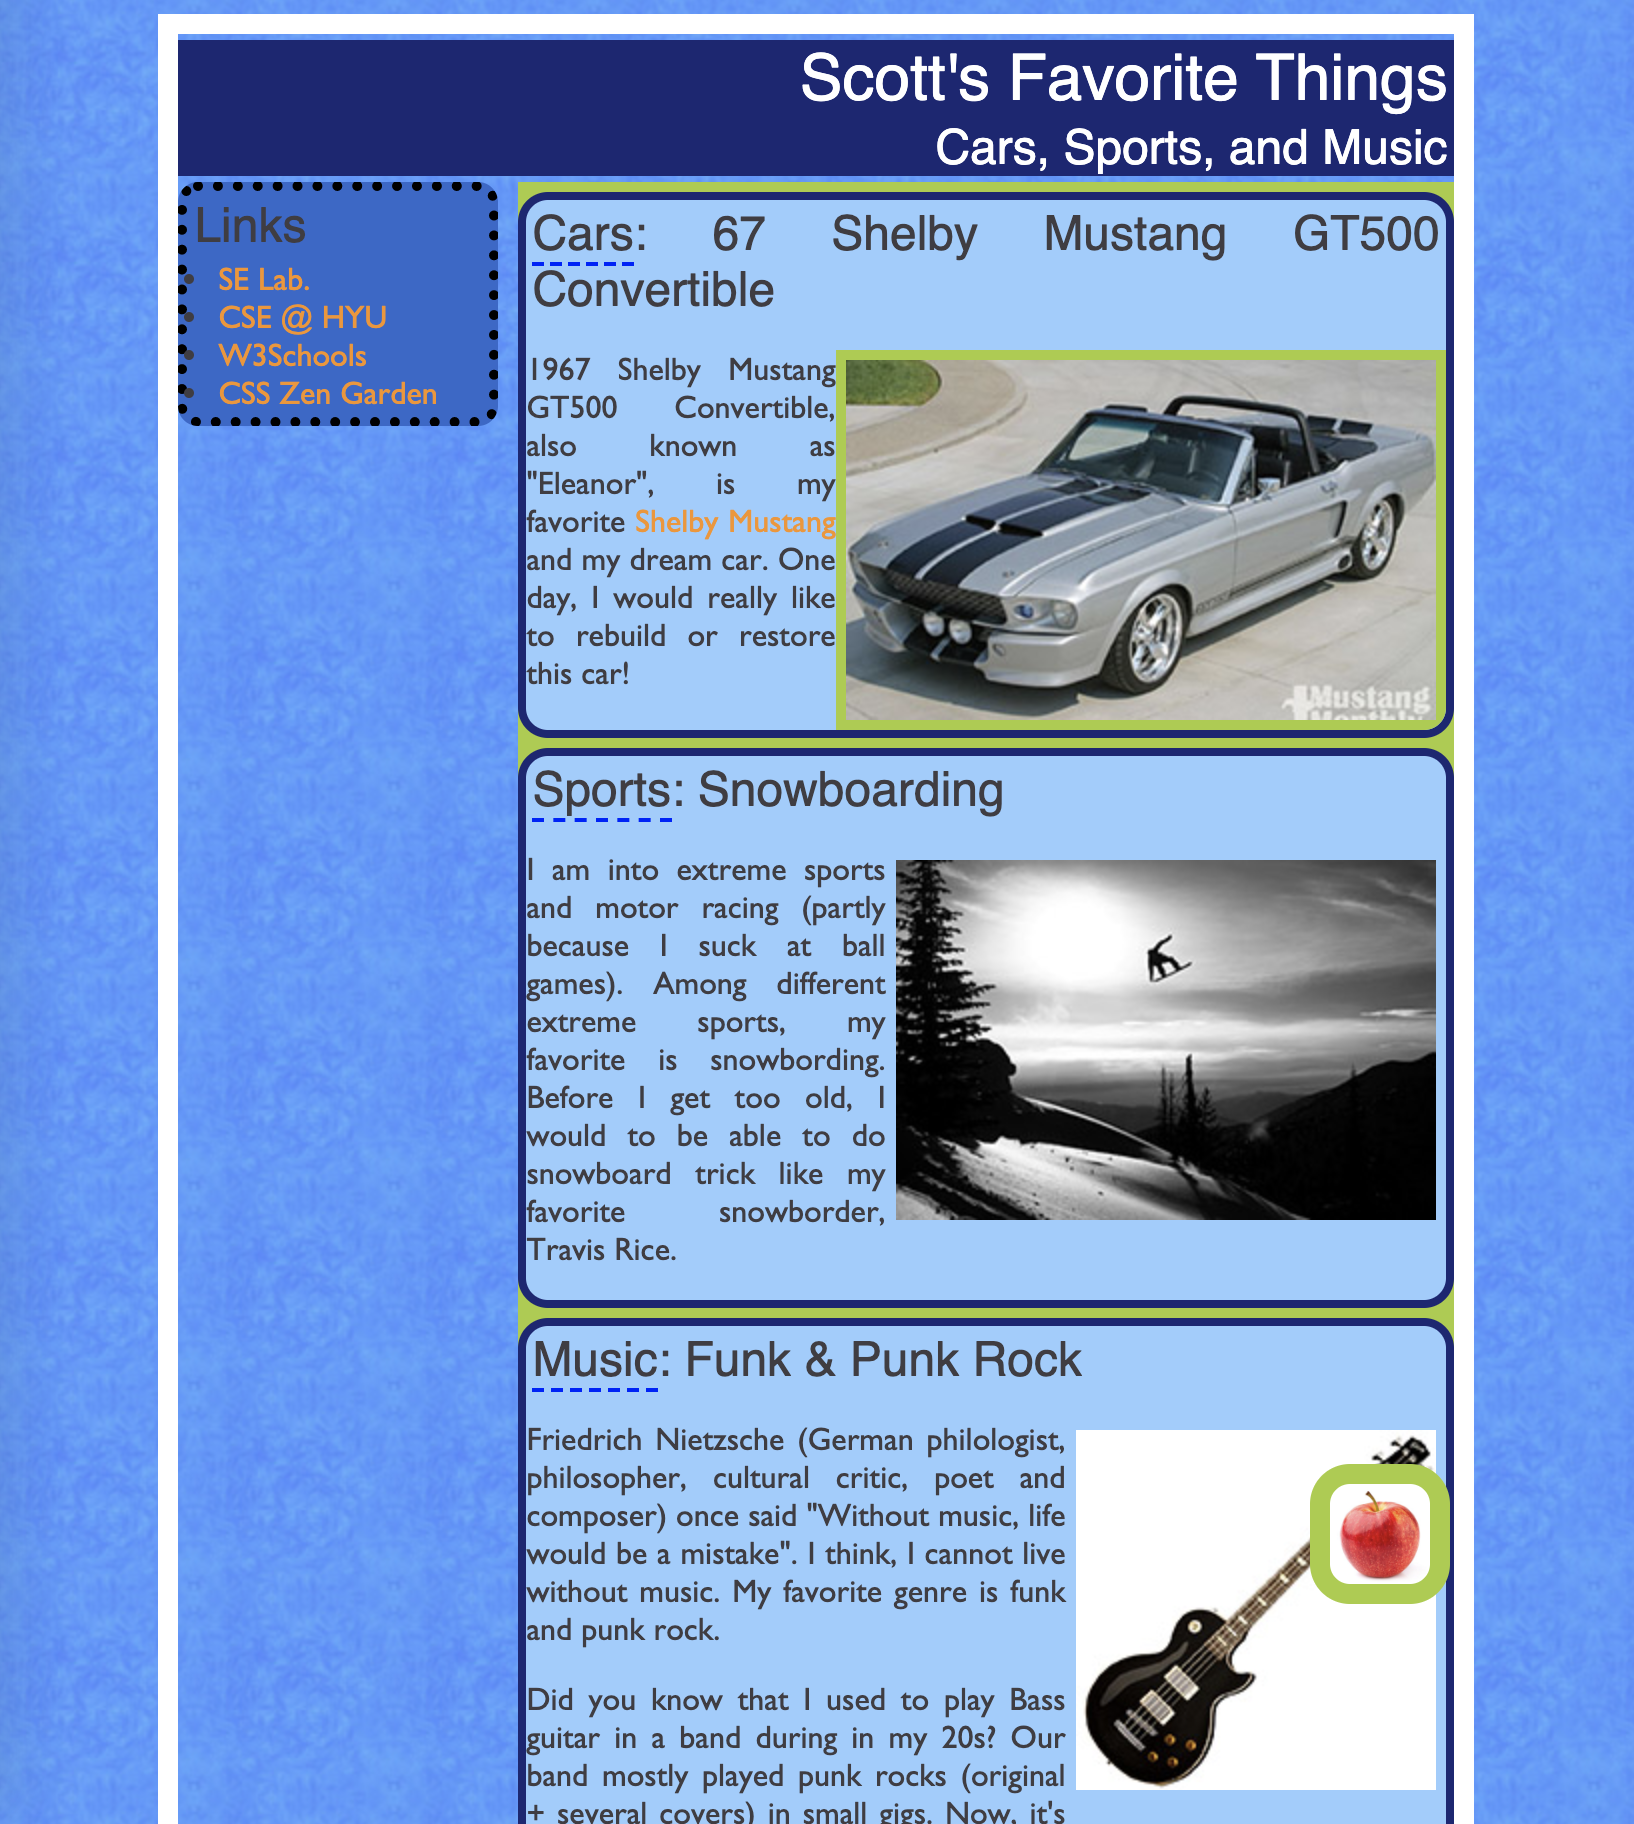 Scott's Favorite Things
Cars, Sports, and Music
Links
SE Lab.
CSE @ HYU
W3Schools
CSS Zen Garden
Cars: 67 Shelby Mustang GT500
Convertible
1967 Shelby Mustang
GT500 Convertible,
also known as
"Eleanor", is my
favorite Shelby Mustang
and my dream car. One
day, I would really like
to rebuild or restore
this car!
Mustang
Monthly
Sports: Snowboarding
I am into extreme sports
and motor racing (partly
because I suck at ball
games). Among different
extreme sports, my
favorite is snowbording.
Before I get too old, I
would to be able to do
snowboard trick like my
favorite snowborder,
Travis Rice.
Music: Funk & Punk Rock
Friedrich Nietzsche (German philologist,
philosopher, cultural critic, poet and
composer) once said "Without music, life
would be a mistake". I think, I cannot live
without music. My favorite genre is funk
and punk rock.
Did you know that I used to play Bass
guitar in a band during in my 20s? Our
band mostly played punk rocks (original
+ several covers) in small gigs. Now, it's